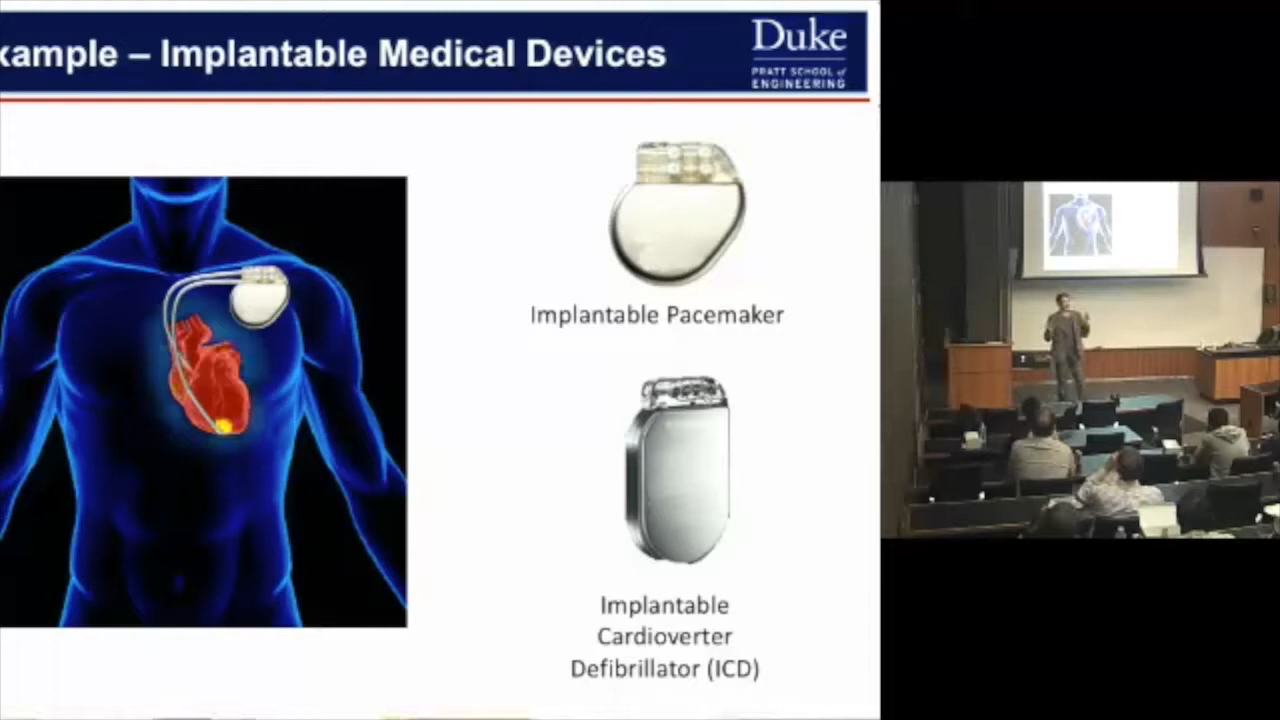 xample – Implantable Medical Devices
Duke
PRATT SCHOOL of
ENGINEERING
Implantable Pacemaker
Implantable
Cardioverter
Defibrillator (ICD)